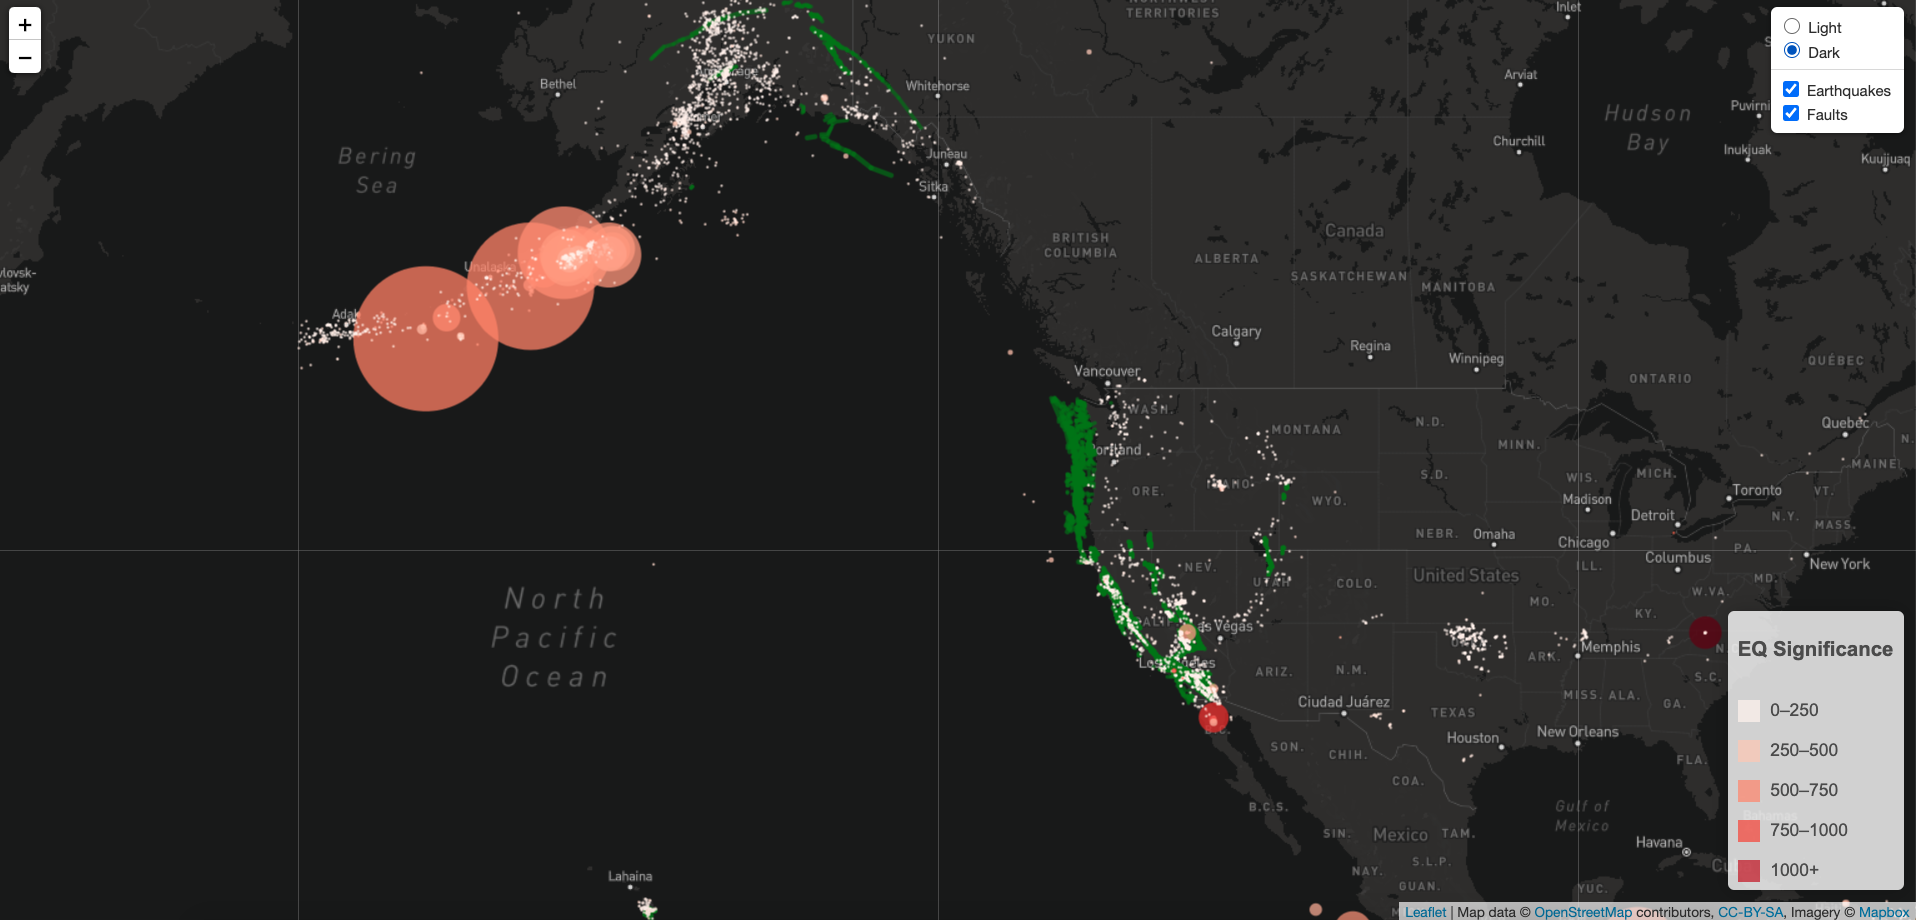 +
−
Light
Dark
Earthquakes
Faults
NORTHWEST
TERRITORIES
Inlet
YUKON
Bethel
Whitehorse
Arviat
Hudson
Bay
Puvirni
Churchill
Inukjuak
Kuujjuaq
Juneau
Sitka
Bering
Sea
Canada
BRITISH
COLUMBIA
ALBERTA
SASKATCHEWAN
MANITOBA
vlovsk-
atsky
Unalaska
Adak
Calgary
Regina
Winnipeg
QUÉBEC
ONTARIO
Vancouver
WASH.
MONTANA
N.D.
MINN.
Quebec
N.
MAINE
Portland
ORE.
IDAHO
WYO.
S.D.
WIS.
MICH.
Madison
Toronto
VT.
Detroit
N.Y.
MASS.
NEBR.
Omaha
Chicago
Columbus
PA.
New York
NEV.
UTAH
COLO.
United States
ILL.
MD.
W.VA.
MO.
KY.
North
Pacific
Ocean
CALIF.
Las Vegas
Los Angeles
ARIZ.
N.M.
ARK.
Memphis
N.C.
S.C.
Ciudad Juárez
TEXAS
MISS.
ALA.
GA.
Houston
New Orleans
B.C.
SON.
CHIH.
FLA.
COA.
B.C.S.
Gulf of
Mexico
SIN.
Mexico
TAM.
Havana
Cu
S.L.P.
NAY.
GUAN.
YUC.
Lahaina
EQ Significance
0–250
250–500
500–750
Bahamas
750–1000
1000+
Leaflet | Map data © OpenStreetMap contributors, CC-BY-SA, Imagery © Mapbox